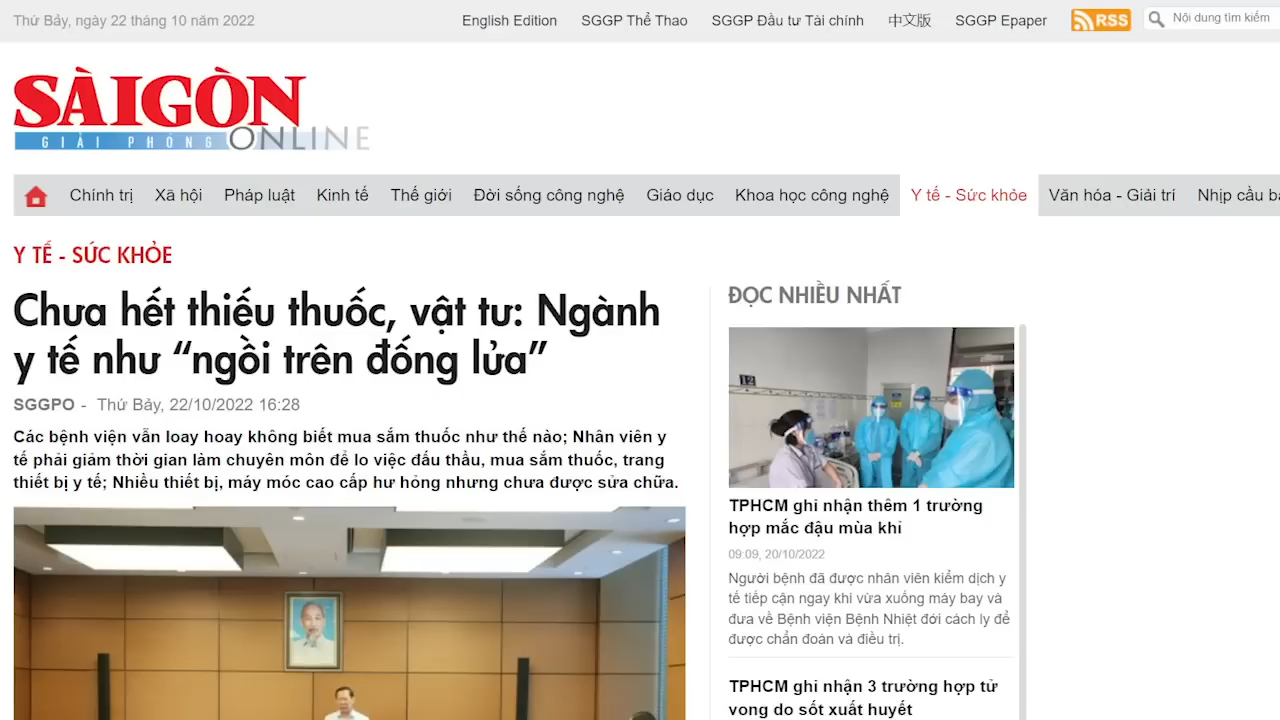 Thứ Bảy, ngày 22 tháng 10 năm 2022
English Edition SGGP Thể Thao SGGP Đầu tư Tài chính 中文版 SGGP Epaper RSS Nội dung tìm kiếm
SÀI GÒN
GIẢI PHÓNG ONLINE
Chính trị Xã hội Pháp luật Kinh tế Thế giới Đời sống công nghệ Giáo dục Khoa học công nghệ Y tế - Sức khỏe Văn hóa - Giải trí Nhịp cầu
Y TẾ - SỨC KHỎE
Chưa hết thiếu thuốc, vật tư: Ngành
y tế như “ngồi trên đống lửa”
SGGPO - Thứ Bảy, 22/10/2022 16:28
Các bệnh viện vẫn loay hoay không biết mua sắm thuốc như thế nào; Nhân viên y
tế phải giảm thời gian làm chuyên môn để lo việc đấu thầu, mua sắm thuốc, trang
thiết bị y tế; Nhiều thiết bị, máy móc cao cấp hư hỏng nhưng chưa được sửa chữa.
ĐỌC NHIỀU NHẤT
12
TPHCM ghi nhận thêm 1 trường
hợp mắc đậu mùa khỉ
09:09, 20/10/2022
Người bệnh đã được nhân viên kiểm dịch y
tế tiếp cận ngay khi vừa xuống máy bay và
đưa về Bệnh viện Bệnh Nhiệt đới cách ly để
được chẩn đoàn và điều trị.
TPHCM ghi nhận 3 trường hợp tử
vong do sốt xuất huyết